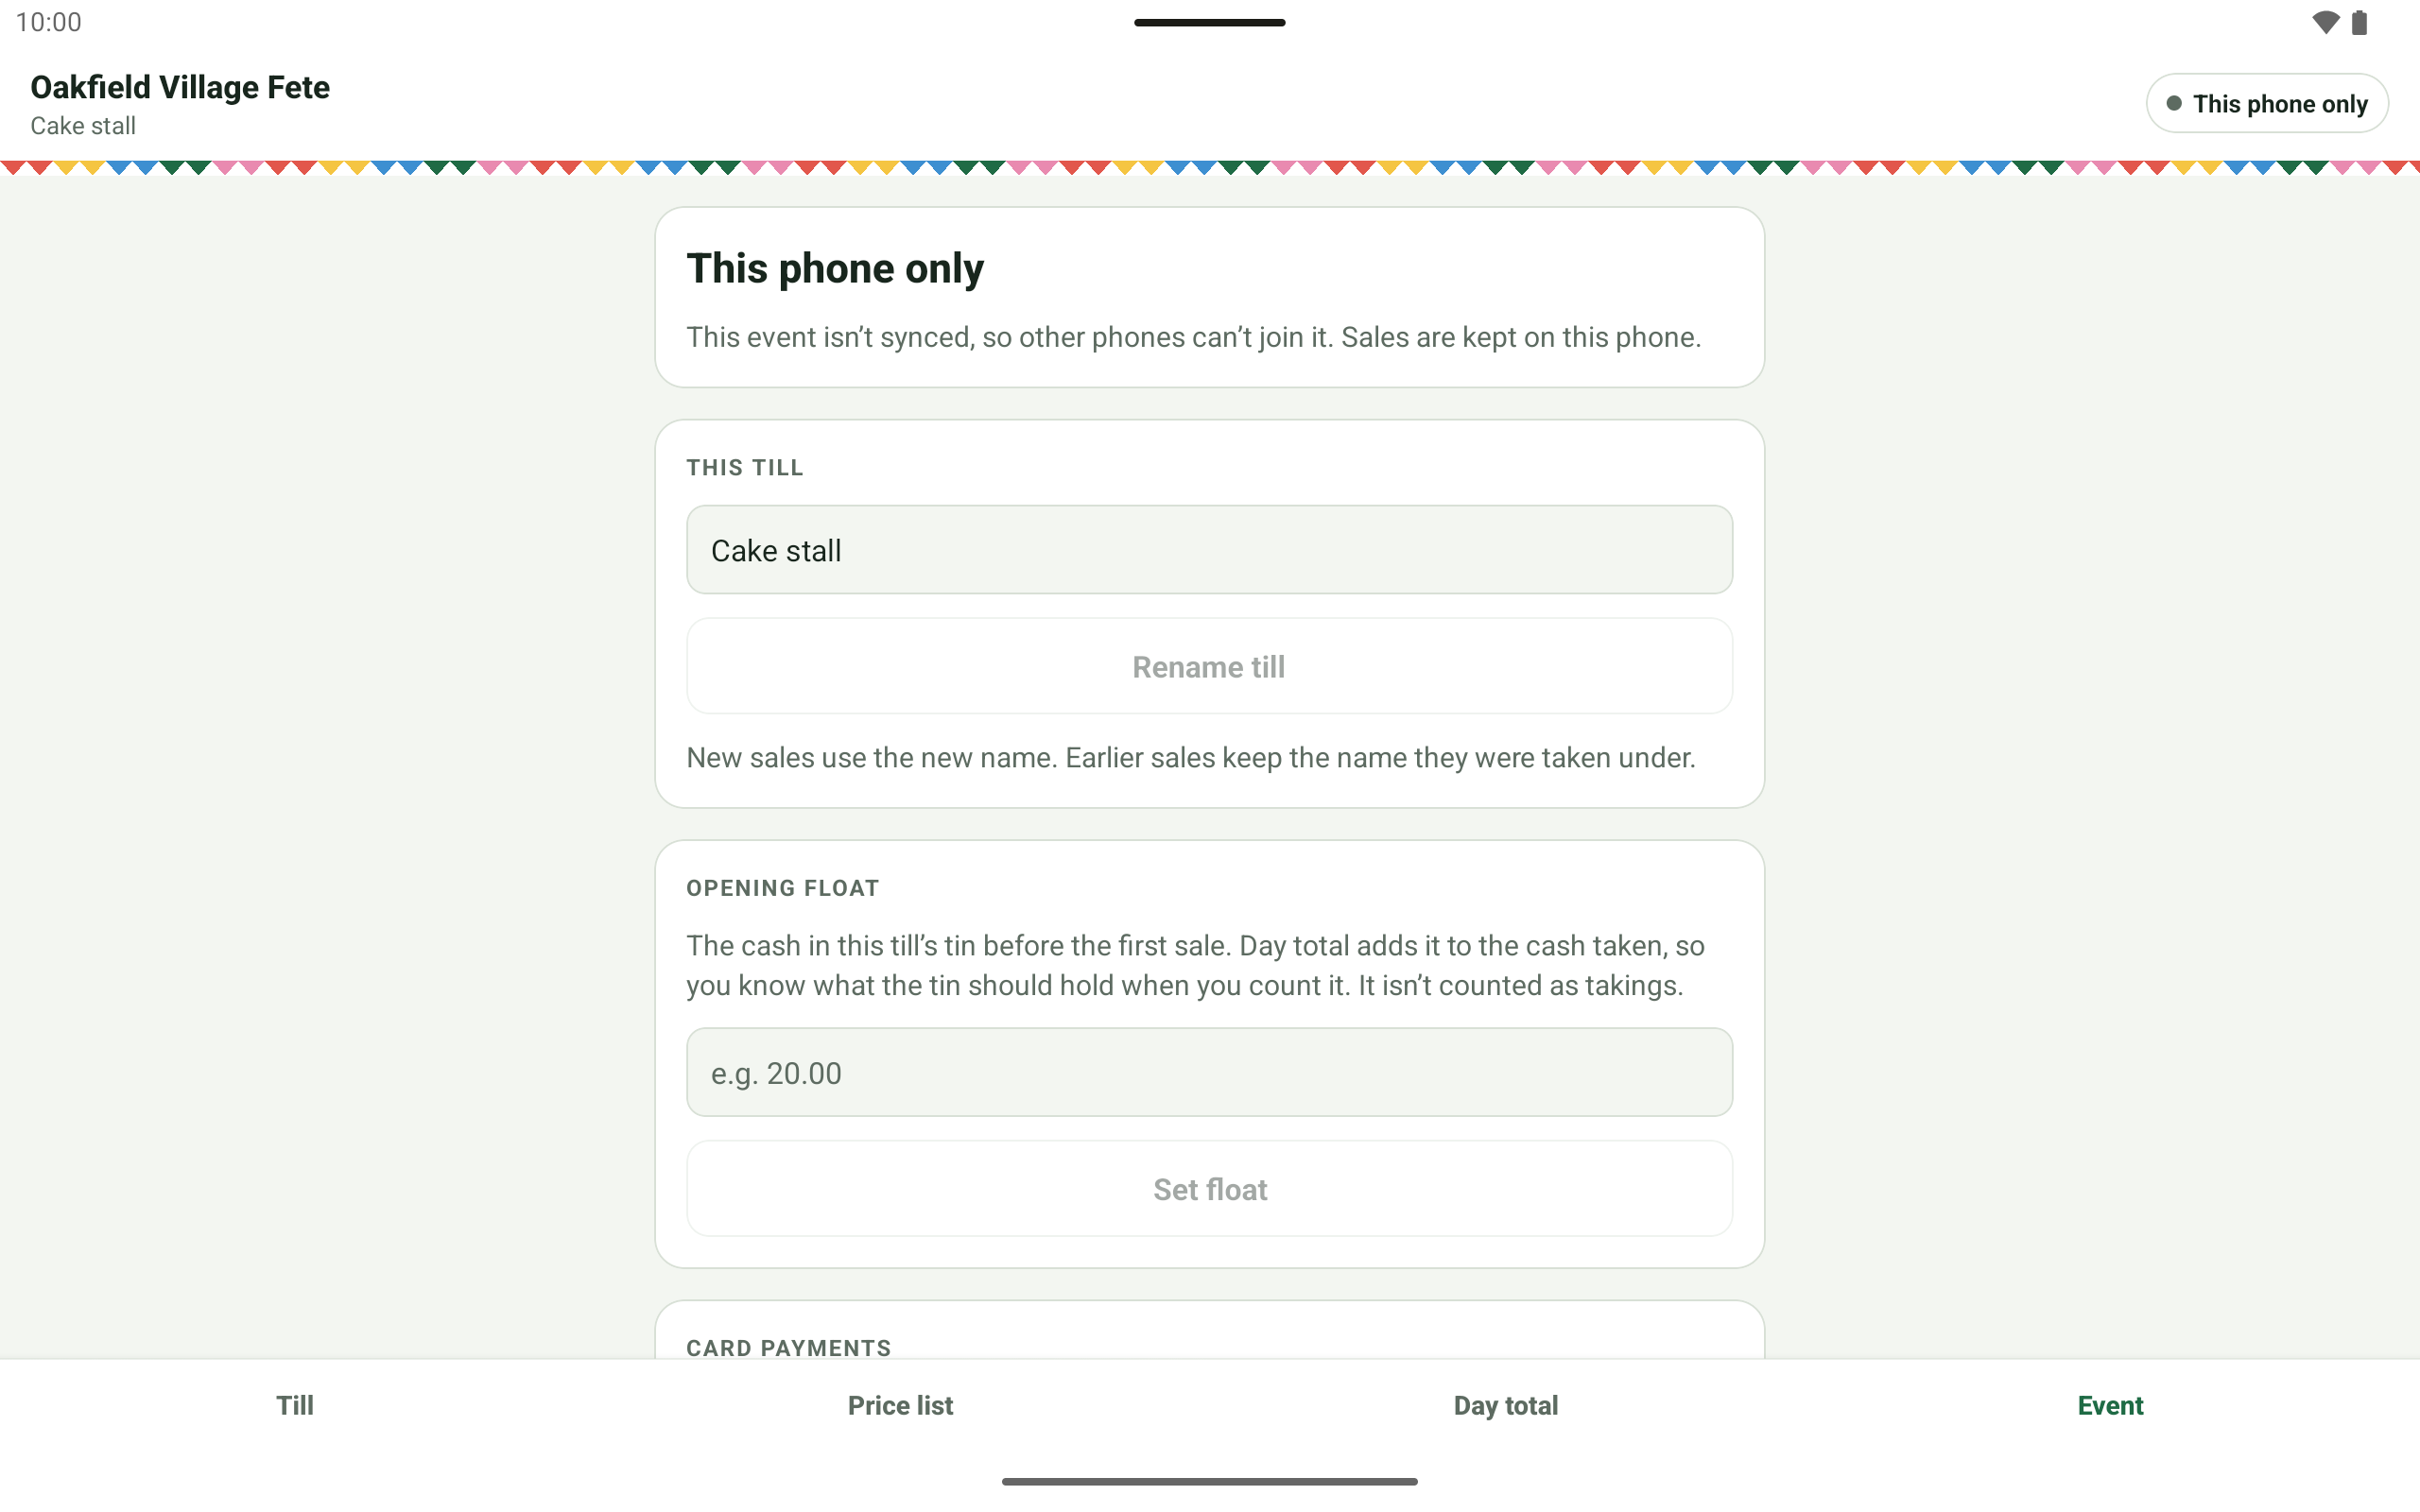 10:00
Oakfield Village Fete
Cake stall
This phone only
This phone only
This event isn’t synced, so other phones can’t join it. Sales are kept on this phone.
THIS TILL
Cake stall
Rename till
New sales use the new name. Earlier sales keep the name they were taken under.
OPENING FLOAT
The cash in this till’s tin before the first sale. Day total adds it to the cash taken, so
you know what the tin should hold when you count it. It isn’t counted as takings.
e.g. 20.00
Set float
CARD PAYMENTS
Till
Price list
Day total
Event